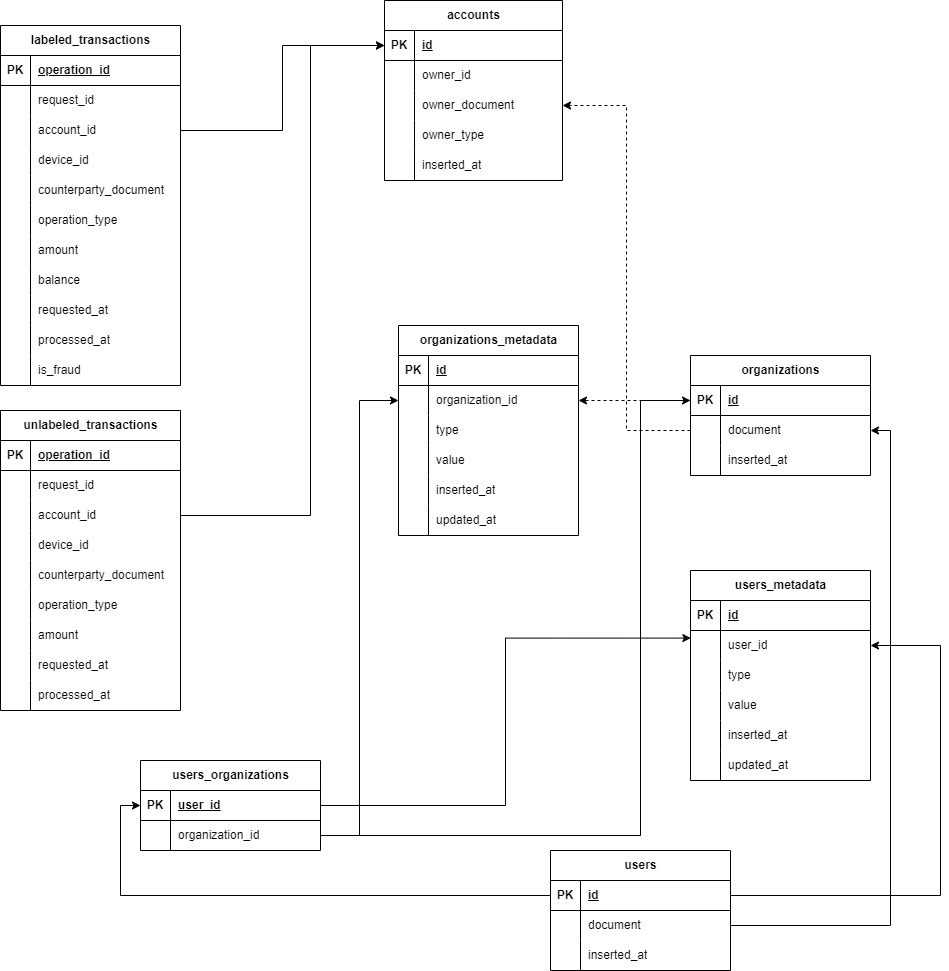 accounts
PK id
owner_id
owner_document
owner_type
inserted_at
labeled_transactions
PK operation_id
request_id
account_id
device_id
counterparty_document
operation_type
amount
balance
requested_at
processed_at
is_fraud
organizations_metadata
PK id
organization_id
type
value
inserted_at
updated_at
organizations
PK id
document
inserted_at
unlabeled_transactions
PK operation_id
request_id
account_id
device_id
counterparty_document
operation_type
amount
requested_at
processed_at
users_metadata
PK id
user_id
type
value
inserted_at
updated_at
users_organizations
PK user_id
organization_id
users
PK id
document
inserted_at